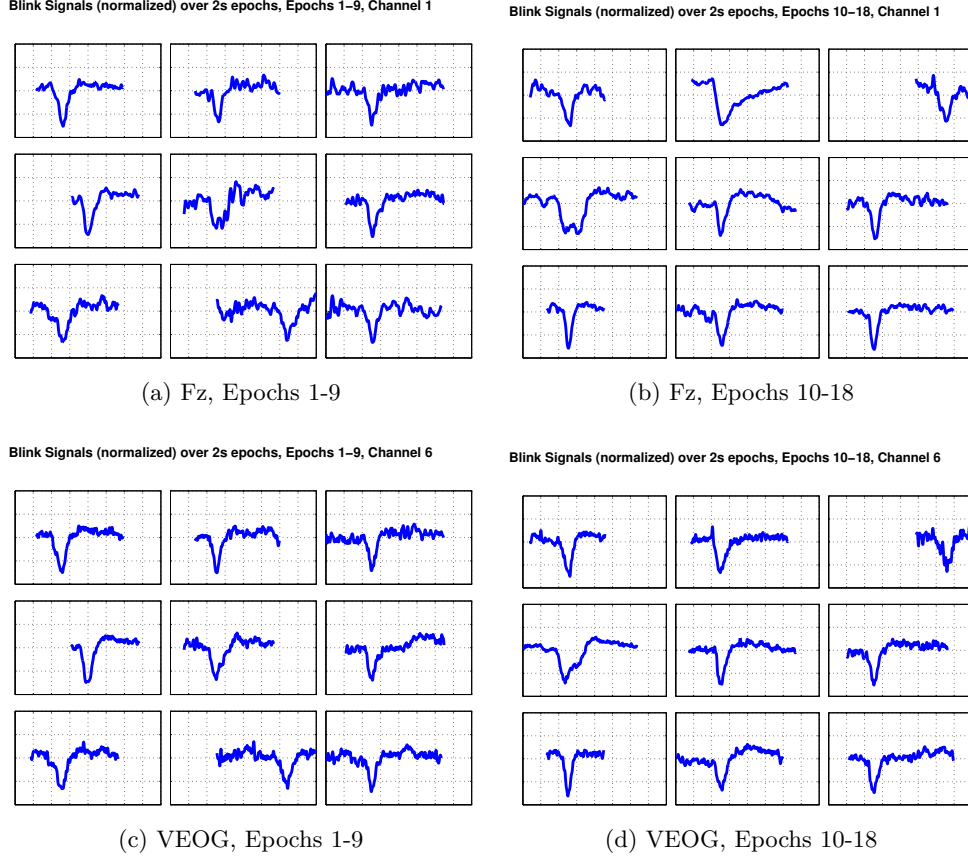 Blink Signals (normalized) over 2s epochs, Epochs 1−9, Channel 1
Blink Signals (normalized) over 2s epochs, Epochs 10−18, Channel 1
(a) Fz, Epochs 1-9
(b) Fz, Epochs 10-18
Blink Signals (normalized) over 2s epochs, Epochs 1−9, Channel 6
Blink Signals (normalized) over 2s epochs, Epochs 10−18, Channel 6
(c) VEOG, Epochs 1-9
(d) VEOG, Epochs 10-18